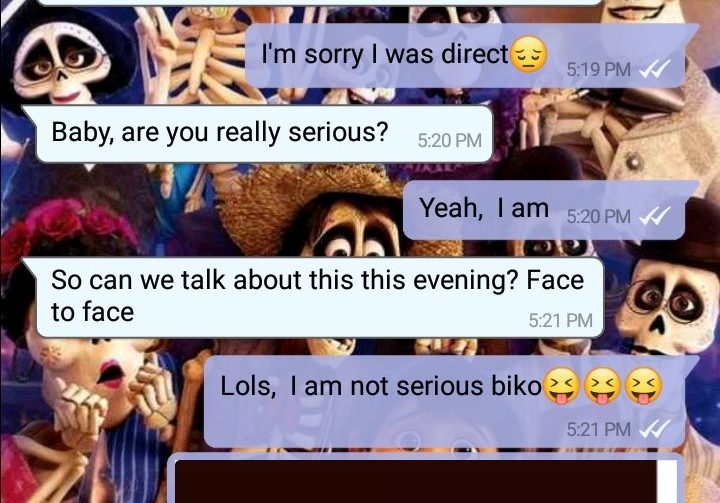 I'm sorry I was direct😔
5:19 PM
Baby, are you really serious?
5:20 PM
Yeah, I am
5:20 PM
So can we talk about this this evening? Face
to face
5:21 PM
Lols, I am not serious biko😝😝😝
5:21 PM